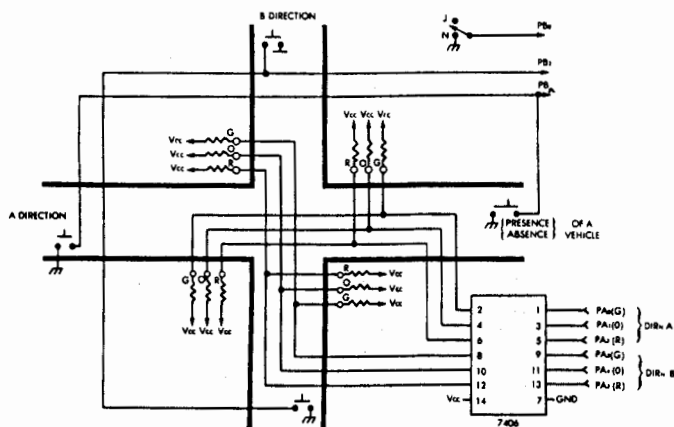 B DIRECTION
J
N
PB₀
PB₁
Vcc Vcc Vcc
G
Vcc
O
Vcc
R
Vcc
R O G
A DIRECTION
{PRESENCE ABSENCE} OF A VEHICLE
G O R
R
Vcc
O
Vcc
G
Vcc
Vcc Vcc Vcc
2 1 PA₀(G)
4 3 PA₁(O) DIRN A
6 5 PA₂(R)
8 9 PA₃(G)
10 11 PA₄(O) DIRN B
12 13 (R)
Vcc 14 7 GND
7406